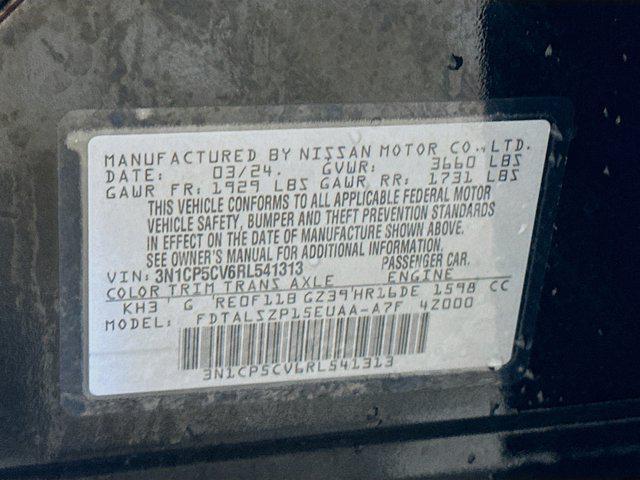 MANUFACTURED BY NISSAN MOTOR CO.,LTD.
DATE: 03/24. GVWR: 3660 LBS
GAWR FR: 1929 LBS GAWR RR: 1731 LBS
THIS VEHICLE CONFORMS TO ALL APPLICABLE FEDERAL MOTOR
VEHICLE SAFETY, BUMPER AND THEFT PREVENTION STANDARDS
IN EFFECT ON THE DATE OF MANUFACTURE SHOWN ABOVE.
SEE OWNER'S MANUAL FOR ADDITIONAL INFORMATION.
VIN: 3N1CP5CV6RL541313 PASSENGER CAR.
COLOR TRIM TRANS AXLE ENGINE
KH3 G RE0F11B GZ39 HR16DE 1598 CC
MODEL: FDTALSZP15EUAA-A7F 42000
3N1CP5CV6RL541313